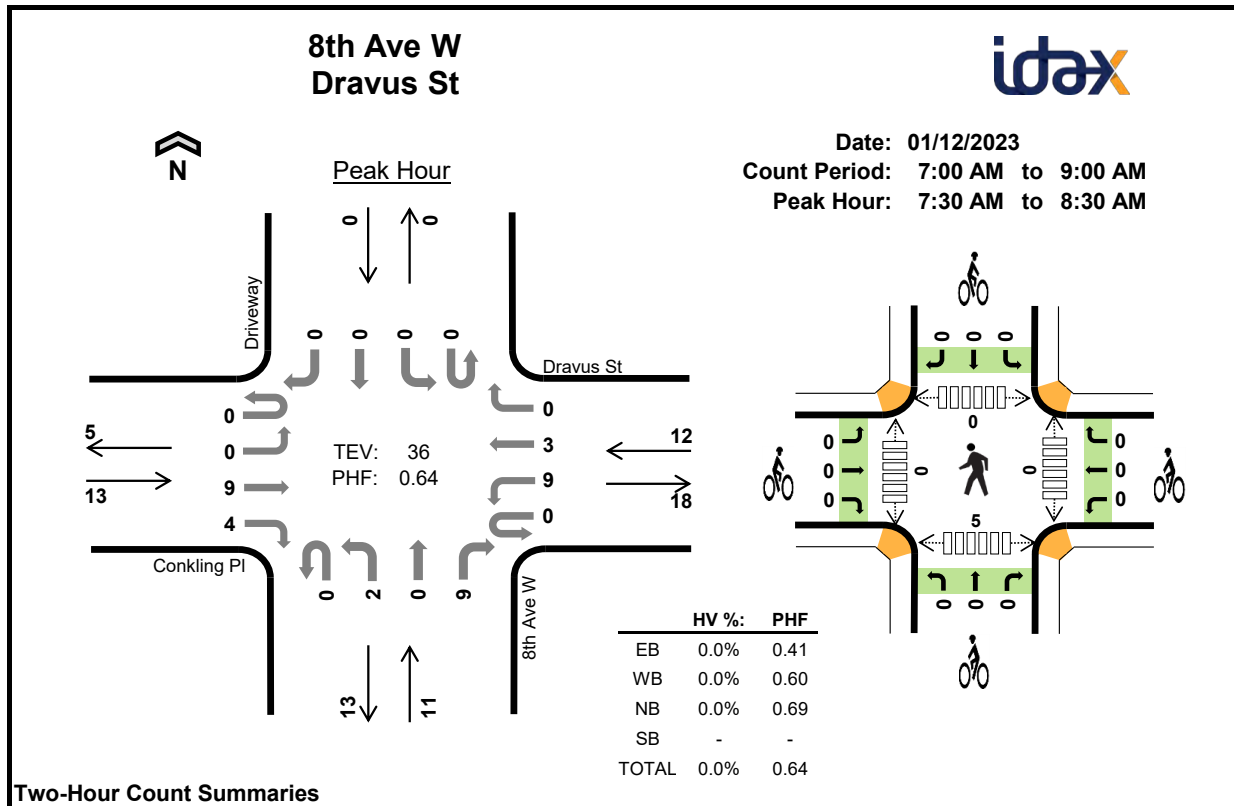 8th Ave W
Dravus St
idax
N
Peak Hour
Date: 01/12/2023
Count Period: 7:00 AM to 9:00 AM
Peak Hour: 7:30 AM to 8:30 AM
0 0
Driveway
0 0 0 0
Dravus St
0
0
3
9
0
0
0
9
4
5
13
12
18
TEV: 36
PHF: 0.64
Conkling Pl
0 2 0 9
8th Ave W
13 11
0 0 0
0
0
0
0
0
0
0
0
0
5
0 0 0
HV %: PHF
EB 0.0% 0.41
WB 0.0% 0.60
NB 0.0% 0.69
SB - -
TOTAL 0.0% 0.64
Two-Hour Count Summaries